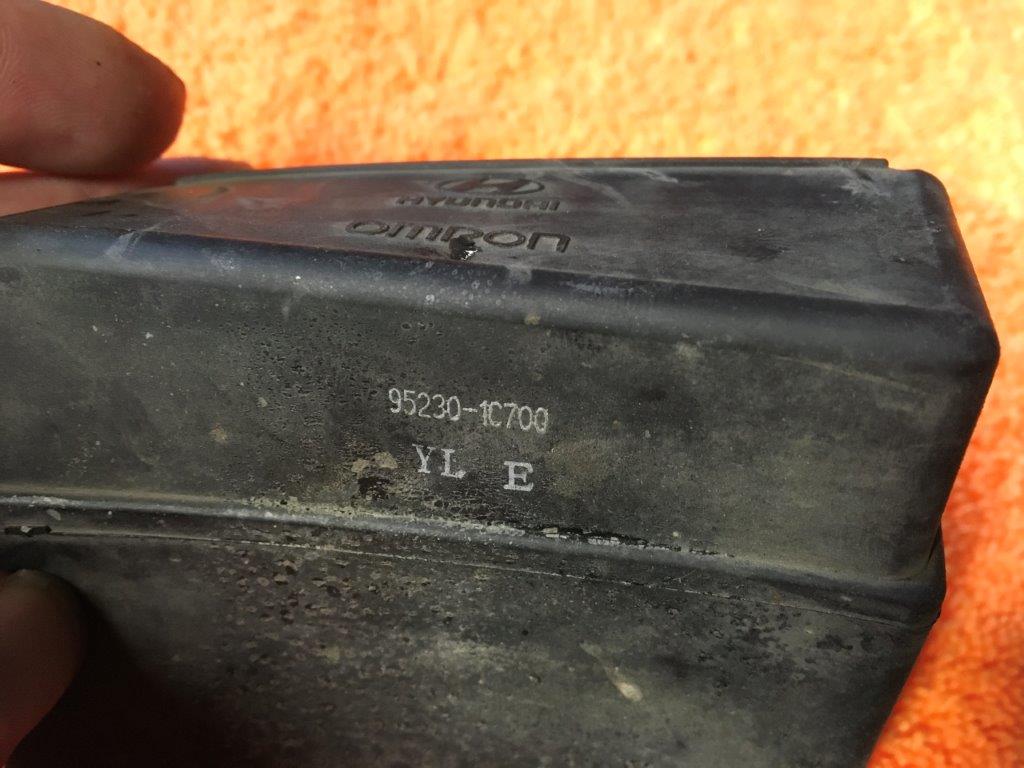 HYUNDAI
OMRON
95230-1C700
YL E